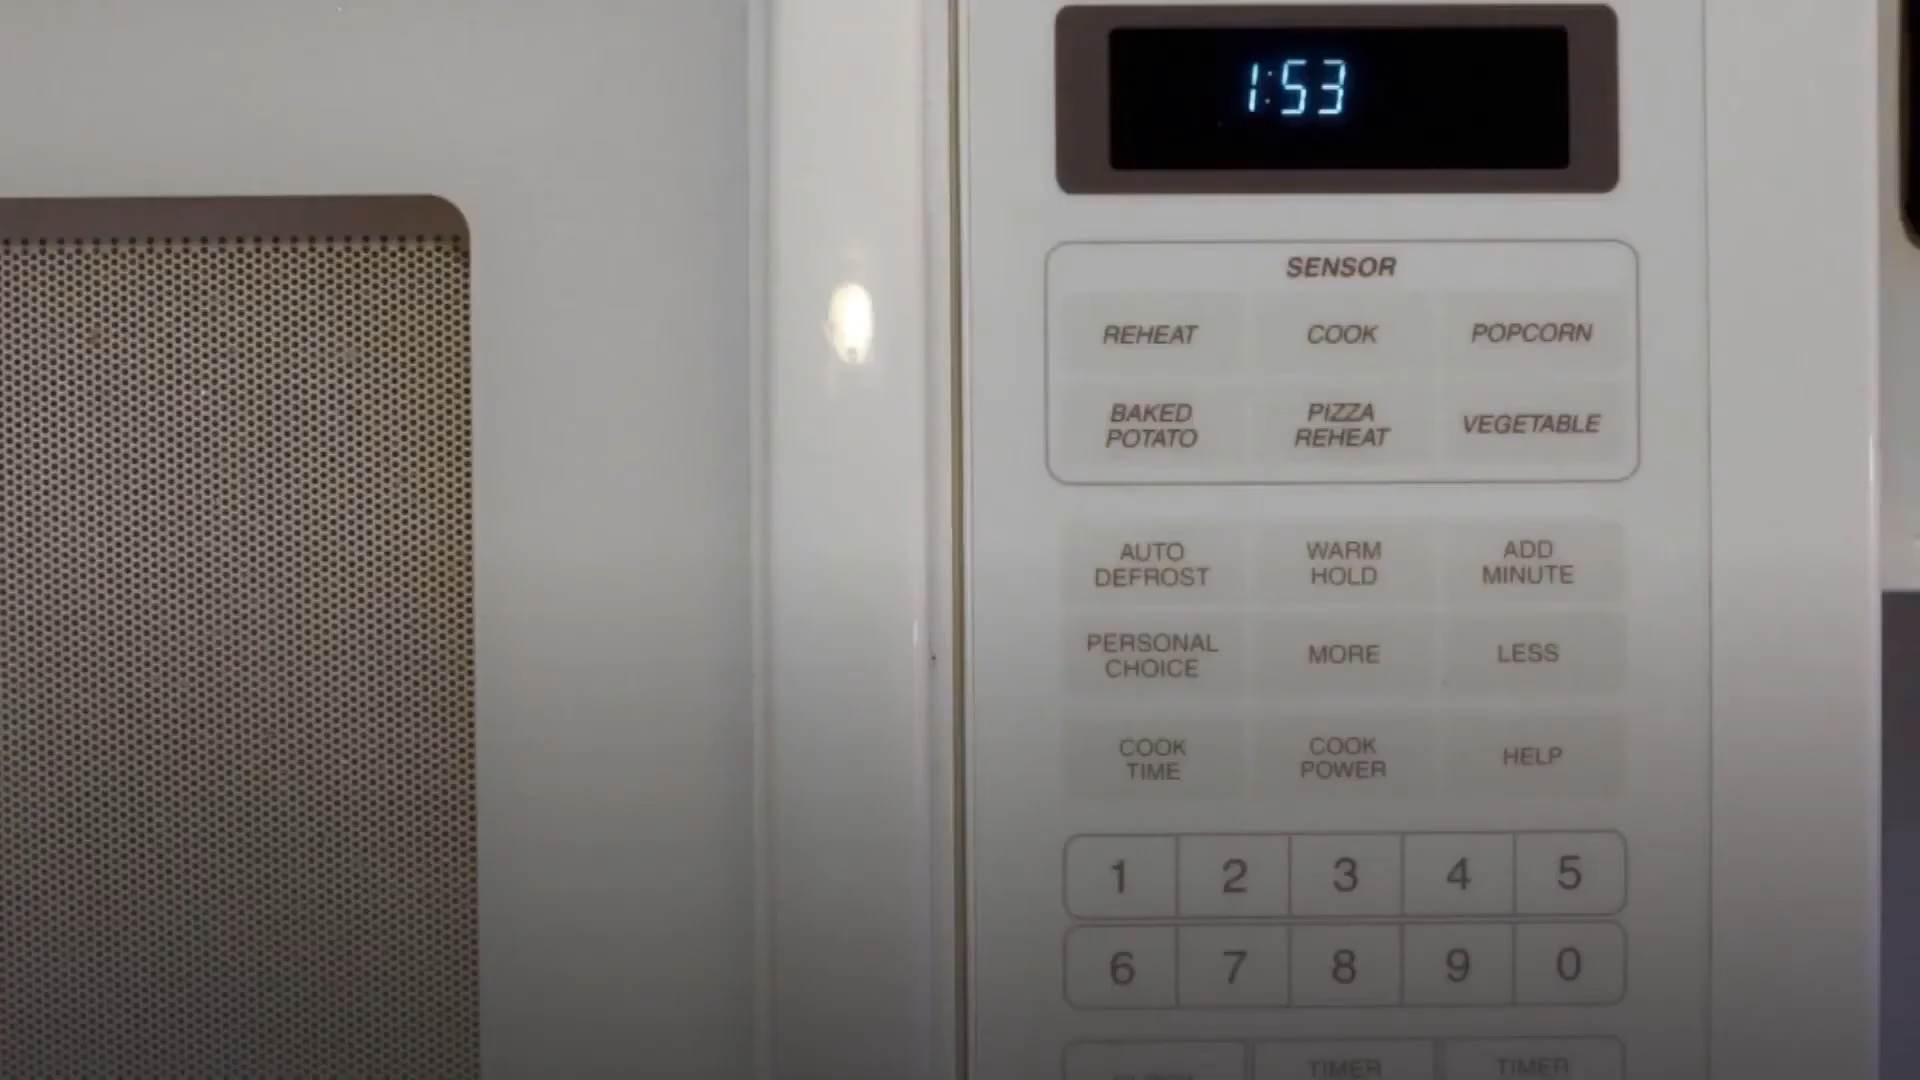 1:53
SENSOR
REHEAT
COOK
POPCORN
BAKED
POTATO
PIZZA
REHEAT
VEGETABLE
AUTO
DEFROST
WARM
HOLD
ADD
MINUTE
PERSONAL
CHOICE
MORE
LESS
COOK
TIME
COOK
POWER
HELP
1 2 3 4 5
6 7 8 9 0
TIMER
TIMER